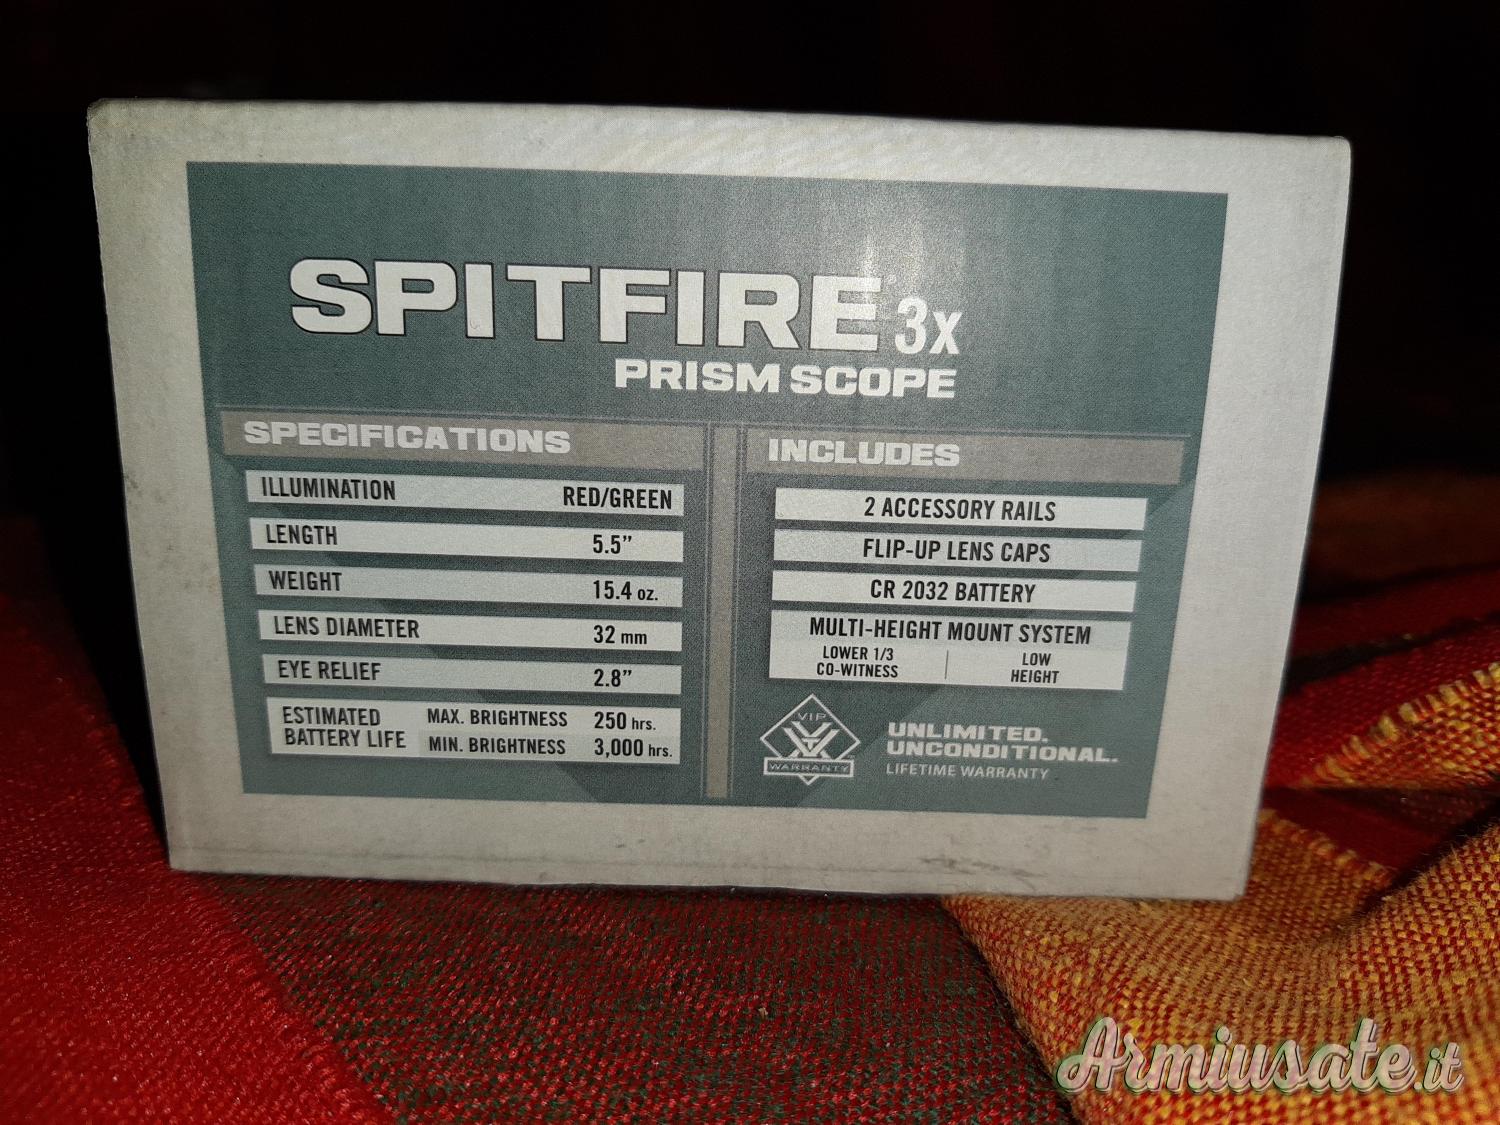 SPITFIRE® 3x
PRISM SCOPE
SPECIFICATIONS
ILLUMINATION RED/GREEN
LENGTH 5.5”
WEIGHT 15.4 oz.
LENS DIAMETER 32 mm
EYE RELIEF 2.8”
ESTIMATED BATTERY LIFE
MAX. BRIGHTNESS 250 hrs.
MIN. BRIGHTNESS 3,000 hrs.
INCLUDES
2 ACCESSORY RAILS
FLIP-UP LENS CAPS
CR 2032 BATTERY
MULTI-HEIGHT MOUNT SYSTEM
LOWER 1/3
CO-WITNESS
LOW
HEIGHT
VIP
WARRANTY
UNLIMITED.
UNCONDITIONAL.
LIFETIME WARRANTY
Armiusate.it